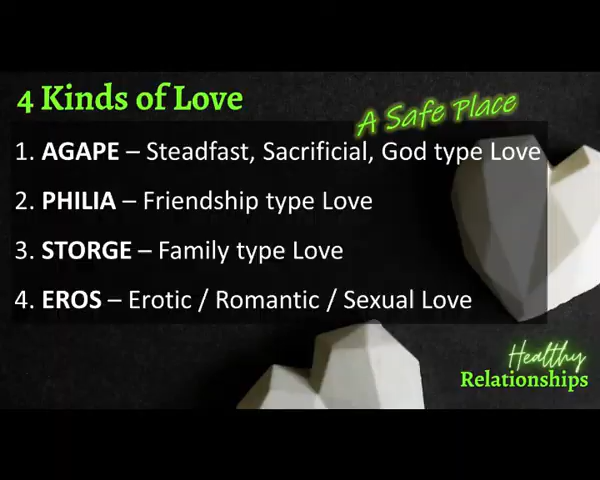 4 Kinds of Love
A Safe Place
1. AGAPE – Steadfast, Sacrificial, God type Love
2. PHILIA – Friendship type Love
3. STORGE – Family type Love
4. EROS – Erotic / Romantic / Sexual Love
Healthy
Relationships